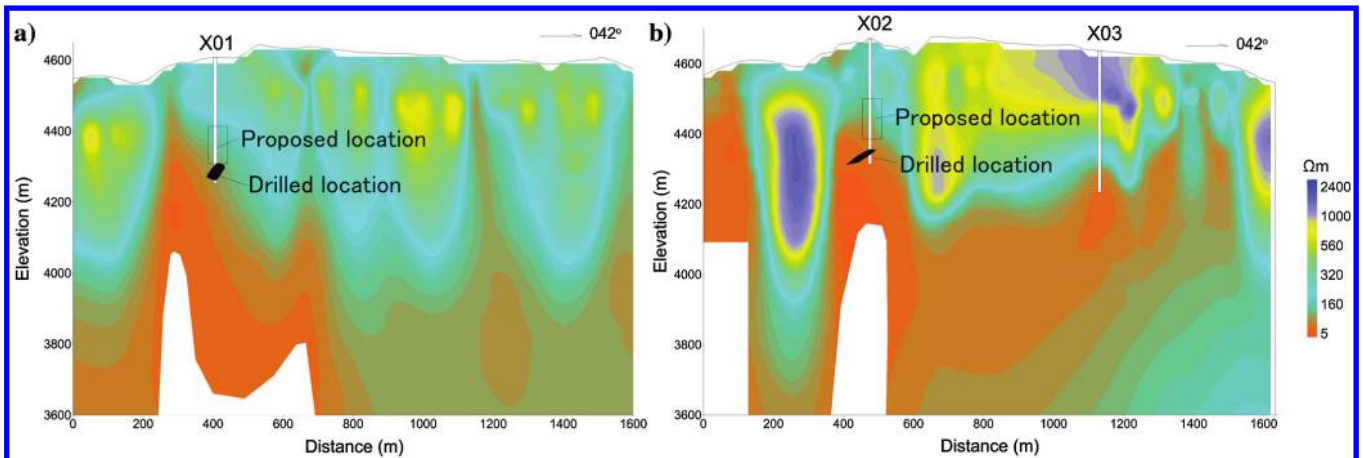 a)
X01
042º
4600
4400
4200
4000
3800
3600
Elevation (m)
Proposed location
Drilled location
0 200 400 600 800 1000 1200 1400 1600
Distance (m)
b)
X02
X03
042º
4600
4400
4200
4000
3800
3600
Elevation (m)
Proposed location
Drilled location
0 200 400 600 800 1000 1200 1400 1600
Distance (m)
Ωm
2400
1000
560
320
160
5